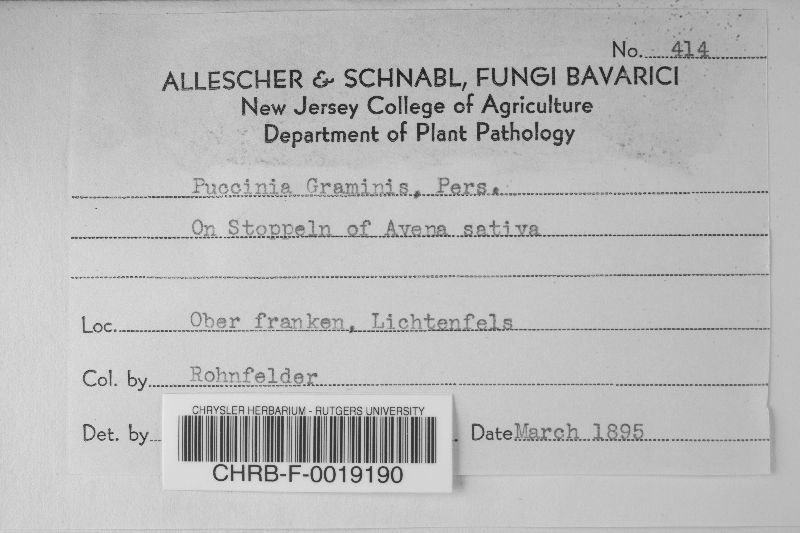 No. 414
ALLESCHER & SCHNABL, FUNGI BAVARICI
New Jersey College of Agriculture
Department of Plant Pathology
Puccinia Graminis, Pers.
On Stoppeln of Avena sativa
Loc. Ober franken, Lichtenfels
Col. by Rohnfelder
Det. by Date March 1895
CHRYSLER HERBARIUM - RUTGERS UNIVERSITY
CHRB-F-0019190